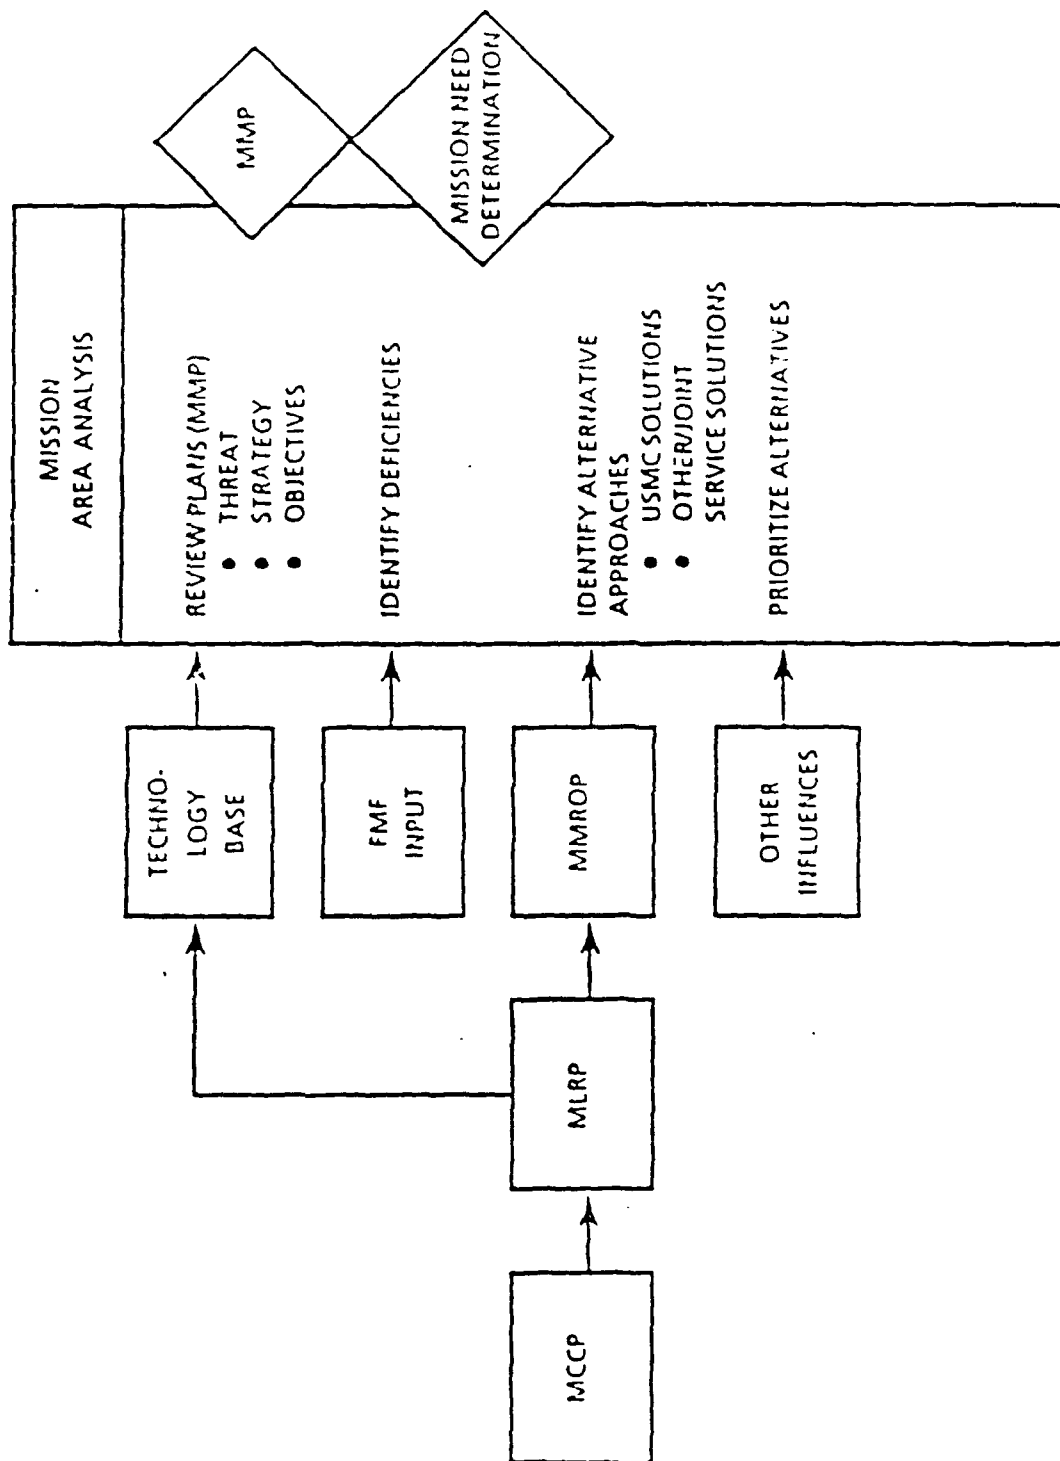 MCCP
MLRP
TECHNO-
LOGY
BASE
FMF
INPUT
MMROP
OTHER
INFLUENCES
MISSION
AREA ANALYSIS
REVIEW PLANS (MMP)
• THREAT
• STRATEGY
• OBJECTIVES
IDENTIFY DEFICIENCIES
IDENTIFY ALTERNATIVE
APPROACHES
• USMC SOLUTIONS
• OTHER/JOINT
SERVICE SOLUTIONS
PRIORITIZE ALTERNATIVES
MMP
MISSION NEED
DETERMINATION